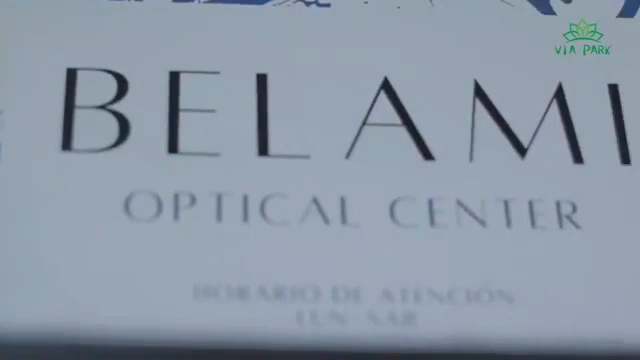 VIA PARK
BELAMI
OPTICAL CENTER
HORARIO DE ATENCIÓN
LUN - SAB